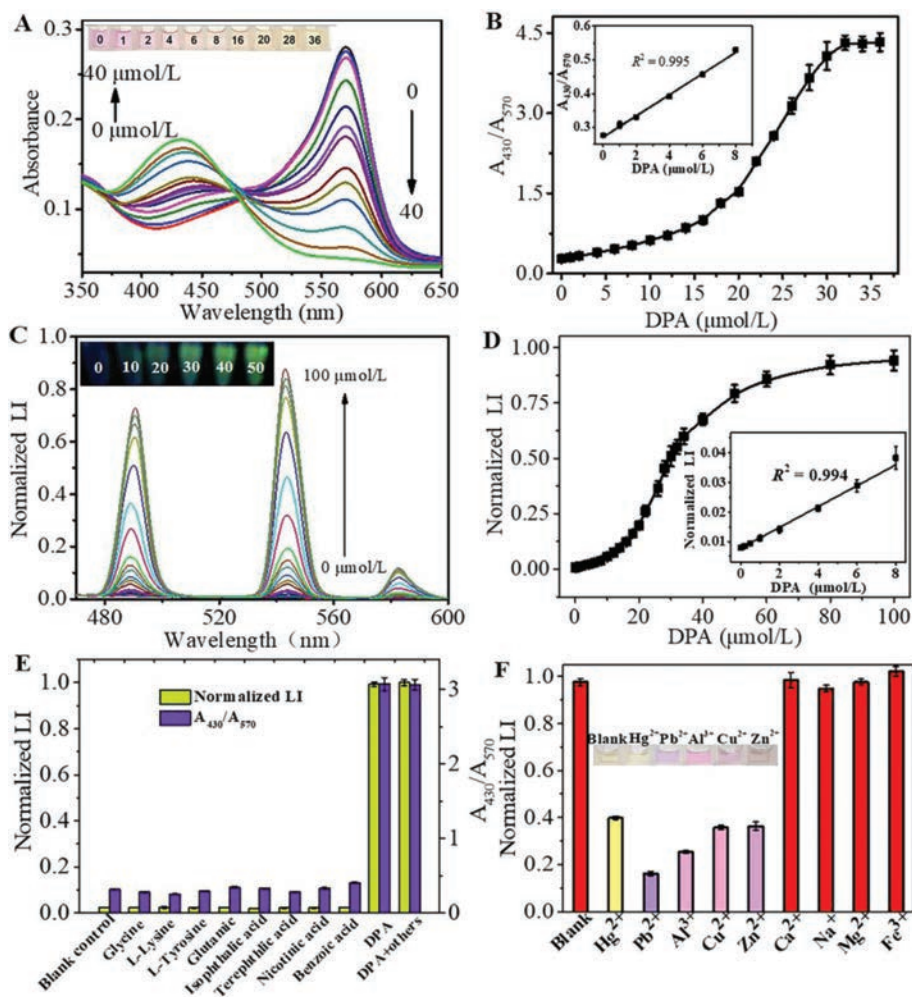 A
0 1 2 4 6 8 16 20 28 36
40 μmol/L
0 μmol/L
0
40
0.3
0.2
0.1
Absorbance
350 400 450 500 550 600 650
Wavelength (nm)
B
4.5
3.0
1.5
0.0
A430/A570
0 5 10 15 20 25 30 35
DPA (μmol/L)
0.6
0.5
0.4
0.3
A430/A570
R² = 0.995
0 2 4 6 8
DPA (μmol/L)
C
0 10 20 30 40 50
100 μmol/L
0 μmol/L
1.0
0.8
0.6
0.4
0.2
0.0
Normalized LI
480 520 560 600
Wavelength (nm)
D
1.00
0.75
0.50
0.25
0.00
Normalized LI
0 20 40 60 80 100
DPA (μmol/L)
0.04
0.03
0.02
0.01
Normalized LI
R² = 0.994
0 2 4 6 8
DPA (μmol/L)
E
Normalized LI
A430/A570
1.0
0.8
0.6
0.4
0.2
0.0
Normalized LI
3
2
1
0
A430/A570
Blank control
Glycine
L-Lysine
L-Tyrosine
Glutamic
Isophthalic acid
Terephthlic acid
Nicotinic acid
Benzoic acid
DPA
DPA+others
F
Blank Hg²⁺ Pb²⁺ Al³⁺ Cu²⁺ Zn²⁺
1.0
0.8
0.6
0.4
0.2
0.0
Normalized LI
Blank
Hg²⁺
Pb²⁺
Al³⁺
Cu²⁺
Zn²⁺
Ca²⁺
Na⁺
Mg²⁺
Fe³⁺